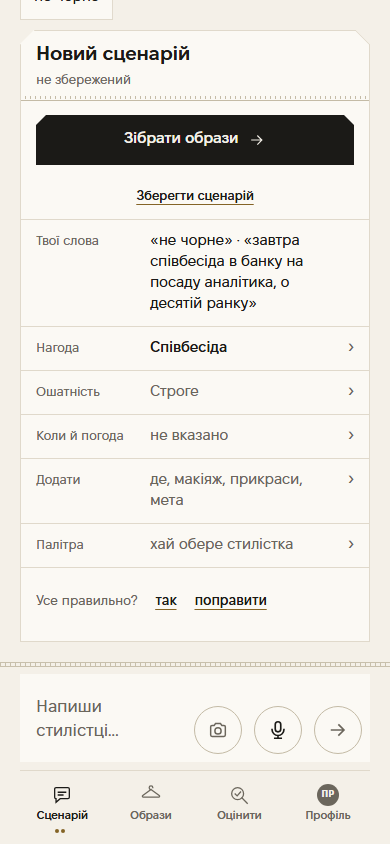 Новий сценарій
не збережений
Зібрати образи →
Зберегти сценарій
Твої слова
«не чорне» · «завтра
співбесіда в банку на
посаду аналітика, о
десятій ранку»
Нагода Співбесіда
Ошатність Строге
Коли й погода не вказано
Додати
де, макіяж, прикраси,
мета
Палітра хай обере стилістка
Усе правильно? так поправити
Напиши
стилістці...
Сценарій Образи Оцінити ПР Профіль